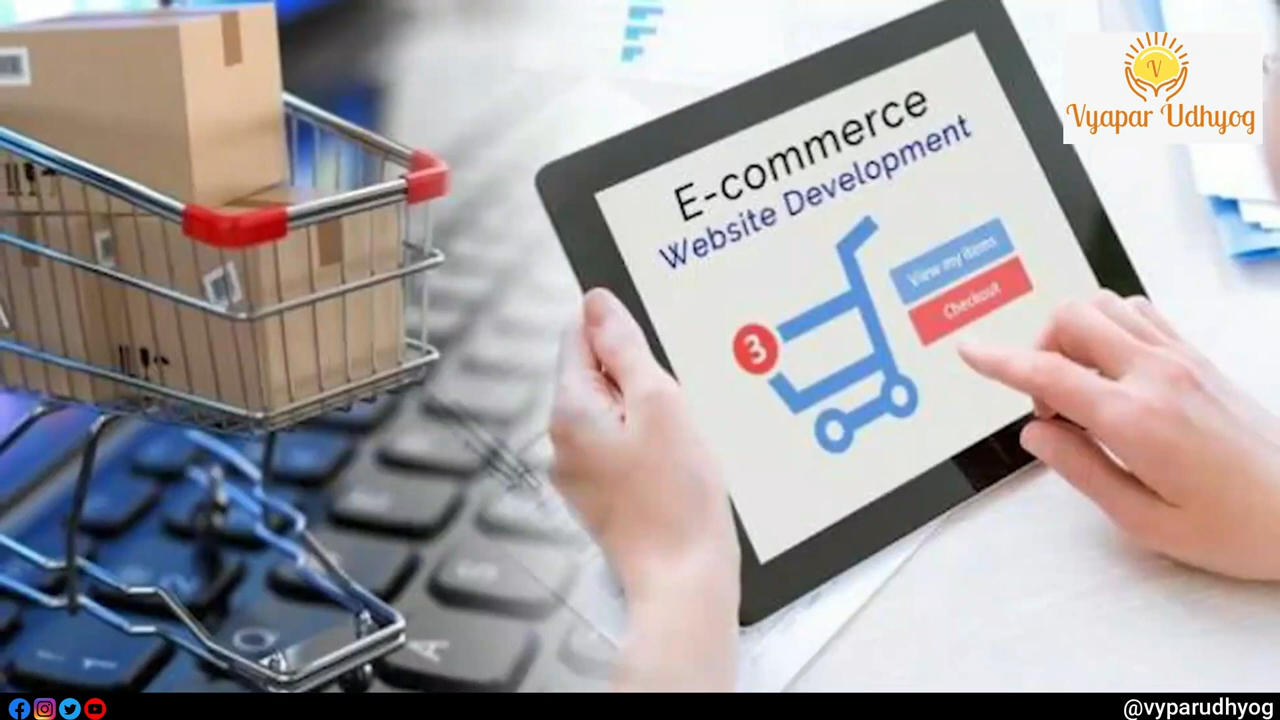 E-commerce
Website Development
View my items
Checkout
3
V
Vyapar Udhyog
@vyparudhyog